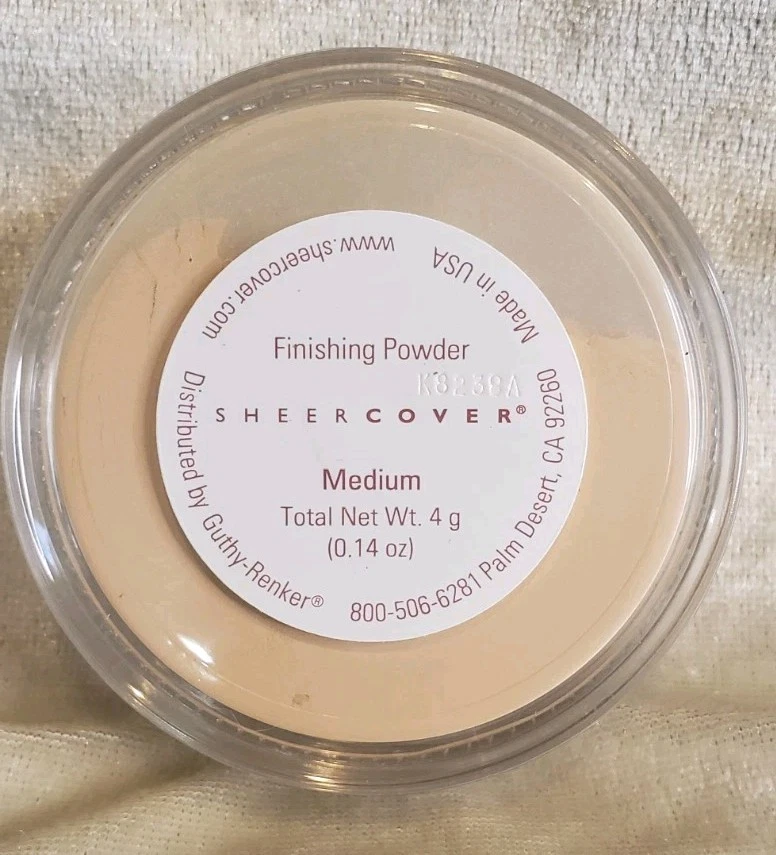 Finishing Powder
SHEERCOVER®
Medium
Total Net Wt. 4 g
(0.14 oz)
Distributed by Guthy-Renker® 800-506-6281 Palm Desert, CA 92260 Made in USA www.sheercover.com